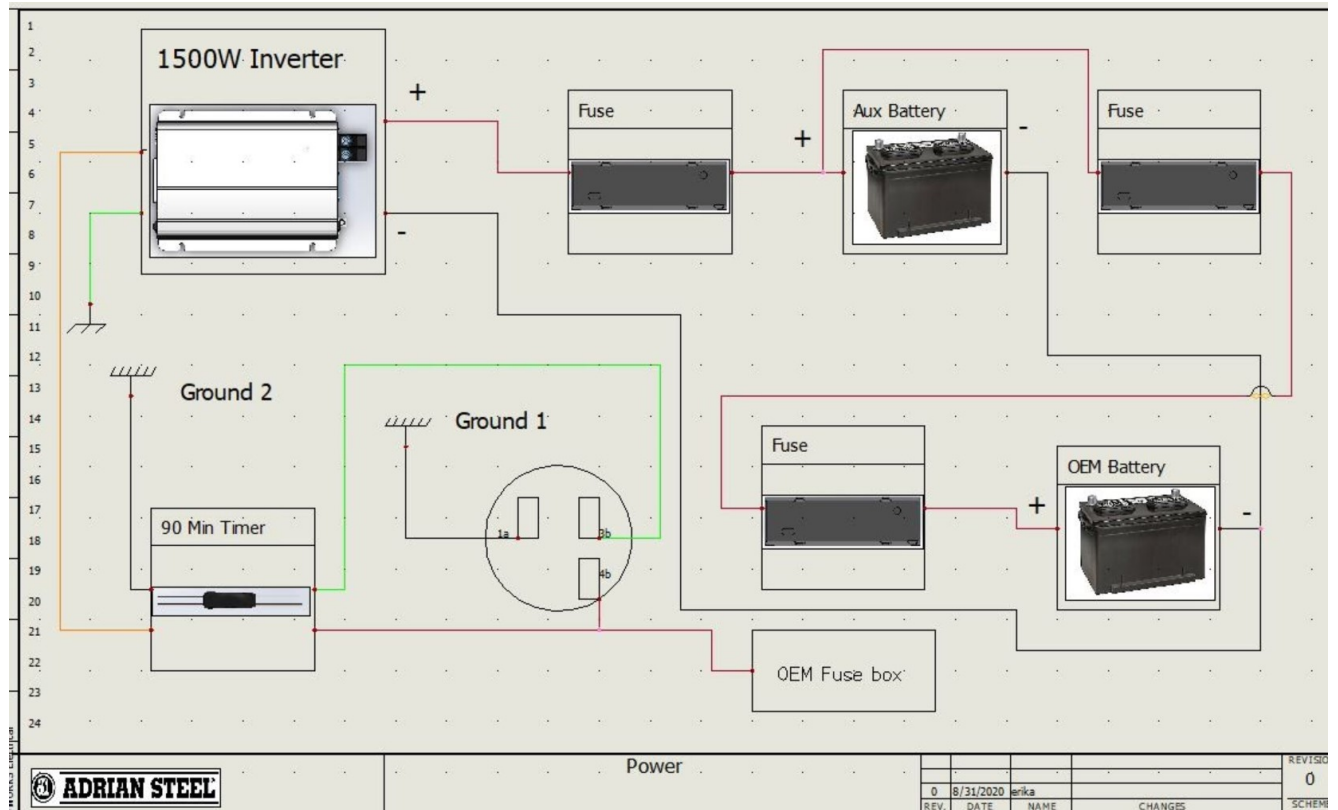 1
2
3
4
5
6
7
8
9
10
11
12
13
14
15
16
17
18
19
20
21
22
23
24
1500W Inverter
+
-
Fuse
+
Aux Battery
-
Fuse
Ground 2
Ground 1
Fuse
+
OEM Battery
-
90 Min Timer
1a
3b
4b
OEM Fuse box
ADRIAN STEEL
Power
0 8/31/2020 erika
REV. DATE NAME CHANGES
0